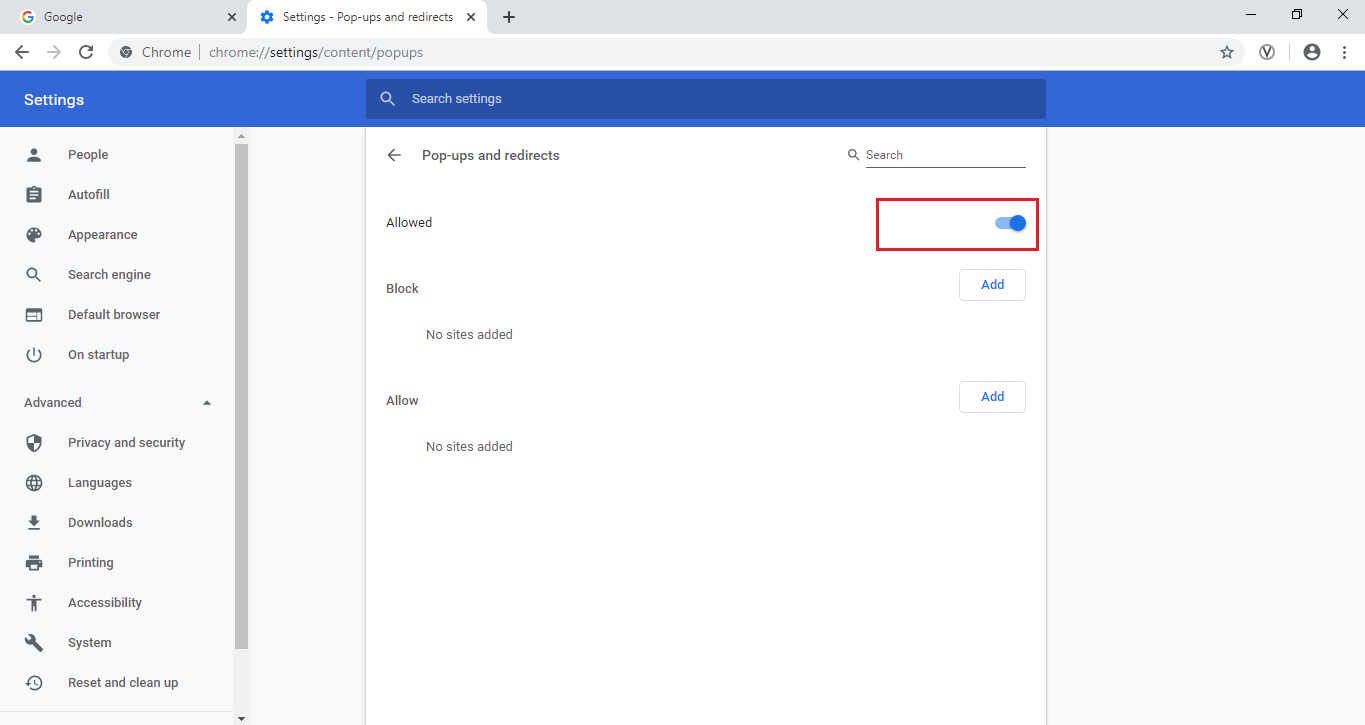 Google
Settings - Pop-ups and redirects
Chrome chrome://settings/content/popups
Settings
Search settings
People
Autofill
Appearance
Search engine
Default browser
On startup
Advanced
Privacy and security
Languages
Downloads
Printing
Accessibility
System
Reset and clean up
Pop-ups and redirects
Search
Allowed
Block
Add
No sites added
Allow
Add
No sites added